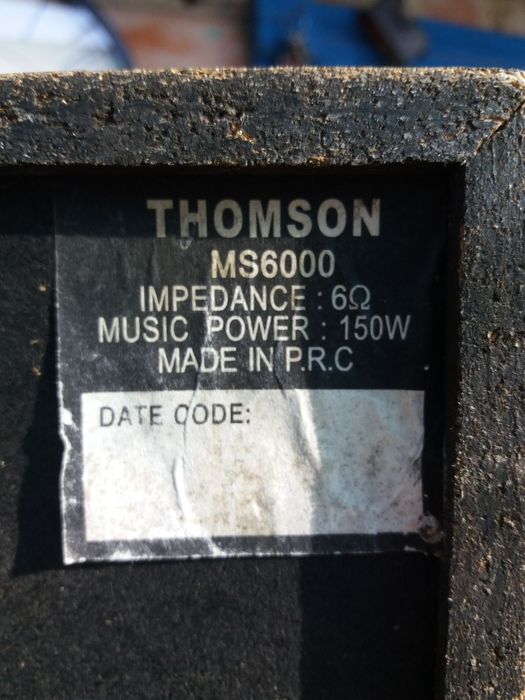 THOMSON
MS6000
IMPEDANCE : 6Ω
MUSIC POWER : 150W
MADE IN P.R.C
DATE CODE: